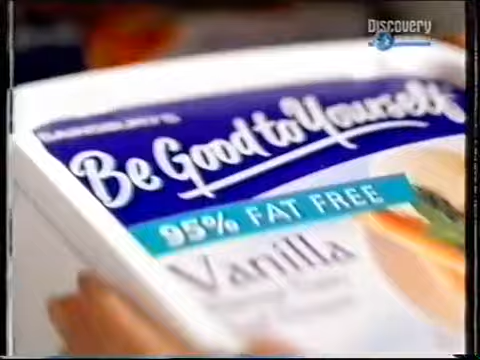 Discovery
SAINSBURY'S
Be Good to Yourself
95% FAT FREE
Vanilla